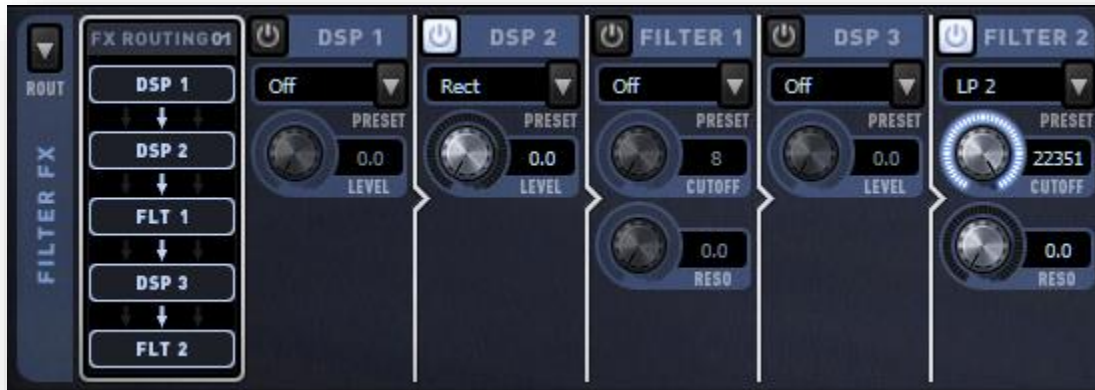 ROUT
FILTER FX
FX ROUTING 01
DSP 1
DSP 2
FLT 1
DSP 3
FLT 2
DSP 1
Off
PRESET
0.0
LEVEL
DSP 2
Rect
PRESET
0.0
LEVEL
FILTER 1
Off
PRESET
8
CUTOFF
0.0
RESO
DSP 3
Off
PRESET
0.0
LEVEL
FILTER 2
LP 2
PRESET
22351
CUTOFF
0.0
RESO